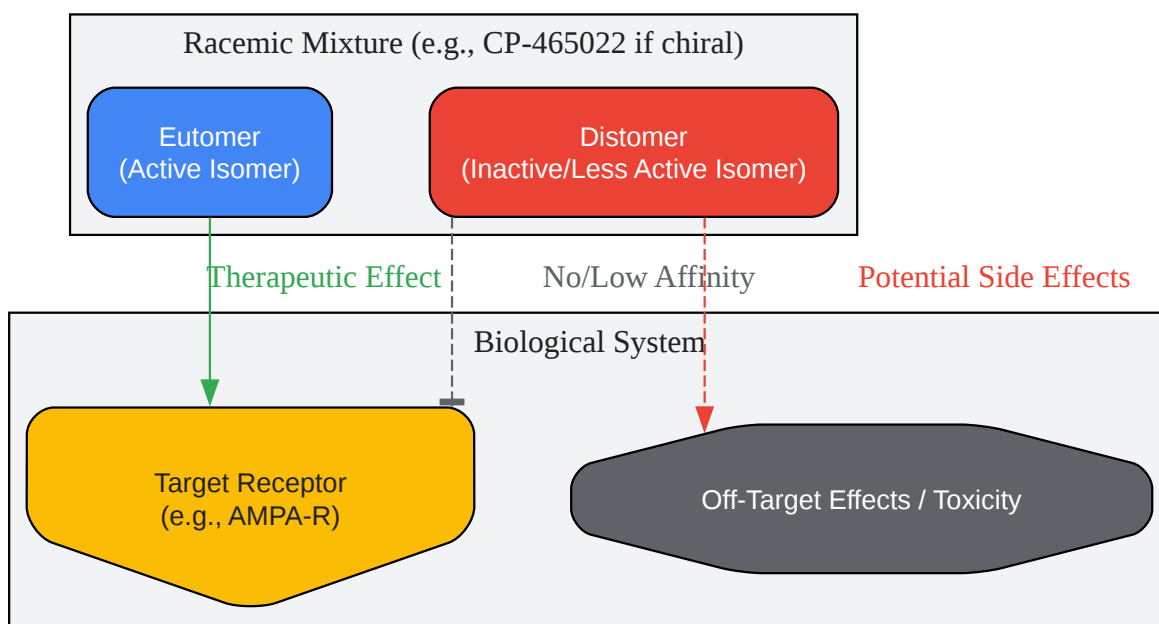 Racemic Mixture (e.g., CP-465022 if chiral)
Eutomer
(Active Isomer)
Distomer
(Inactive/Less Active Isomer)
Therapeutic Effect
No/Low Affinity
Potential Side Effects
Biological System
Target Receptor
(e.g., AMPA-R)
Off-Target Effects / Toxicity